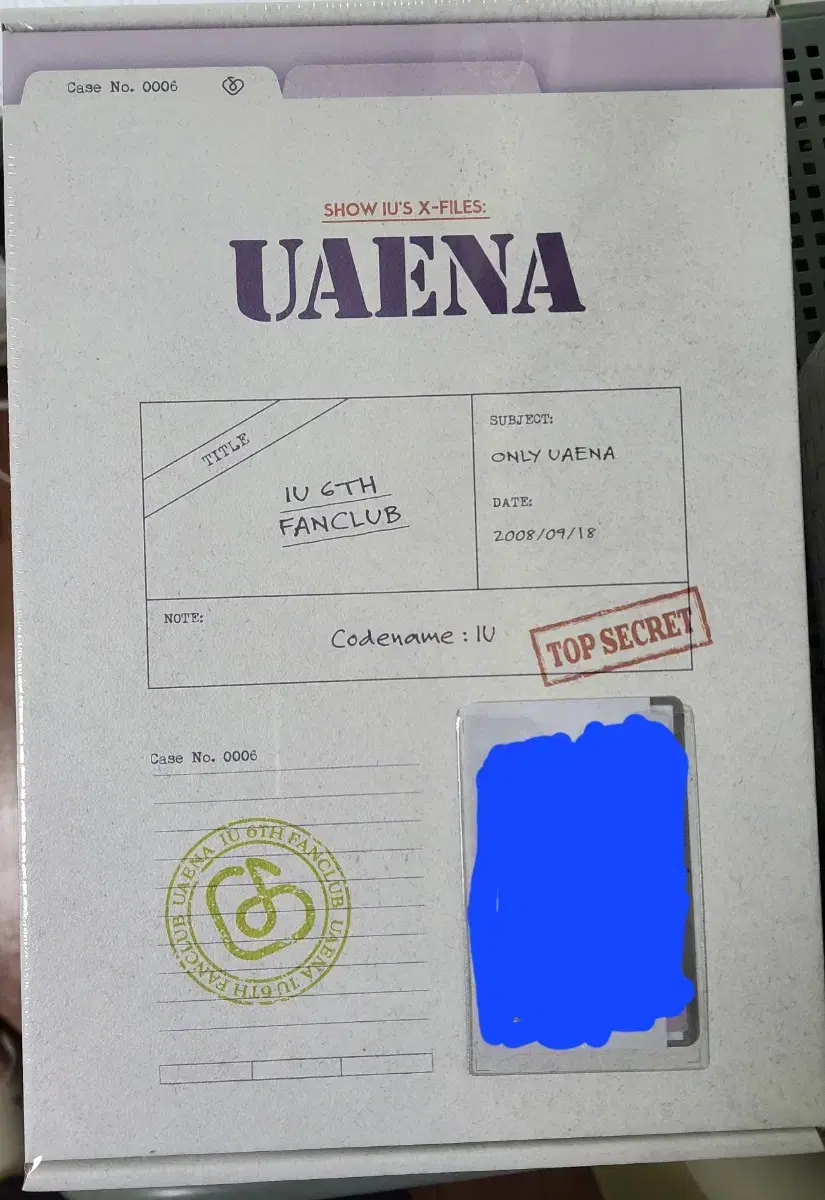 Case No. 0006
SHOW IU'S X-FILES:
UAENA
TITLE
IU 6TH
FANCLUB
SUBJECT:
ONLY UAENA
DATE:
2008/09/18
NOTE:
Codename : IU
TOP SECRET
Case No. 0006
UAENA IU 6TH FANCLUB UAENA IU 6TH FANCLUB